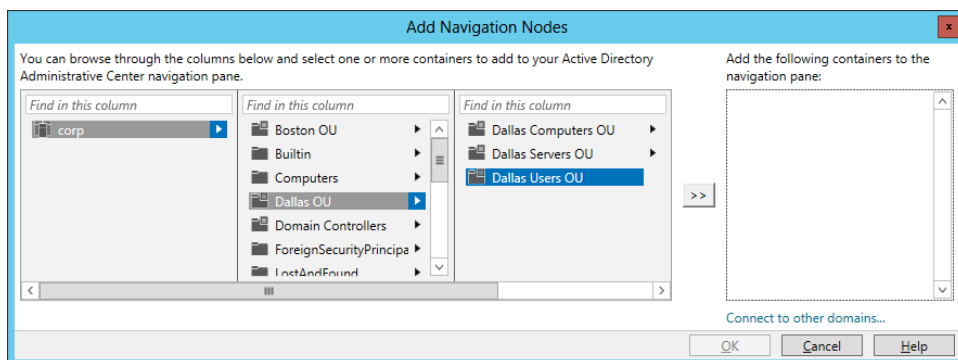 Add Navigation Nodes
x
You can browse through the columns below and select one or more containers to add to your Active Directory
Administrative Center navigation pane.
Add the following containers to the
navigation pane:
Find in this column
corp
Find in this column
Boston OU
Builtin
Computers
Dallas OU
Domain Controllers
ForeignSecurityPrincipa
LostAndFound
Find in this column
Dallas Computers OU
Dallas Servers OU
Dallas Users OU
>>
Connect to other domains...
OK
Cancel
Help